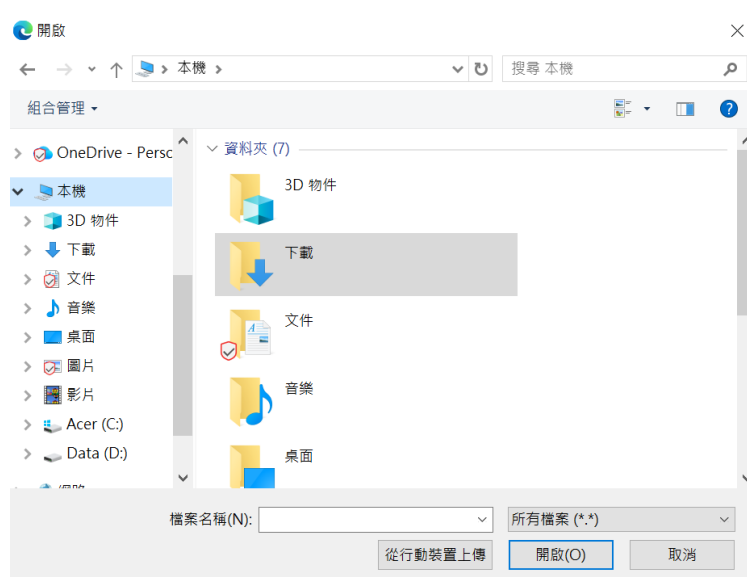 開啟
本機
搜尋 本機
組合管理
OneDrive - Perso
本機
3D 物件
下載
文件
音樂
桌面
圖片
影片
Acer (C:)
Data (D:)
資料夾 (7)
3D 物件
下載
文件
音樂
桌面
檔案名稱(N):
所有檔案 (*.*)
從行動裝置上傳
開啟(O)
取消